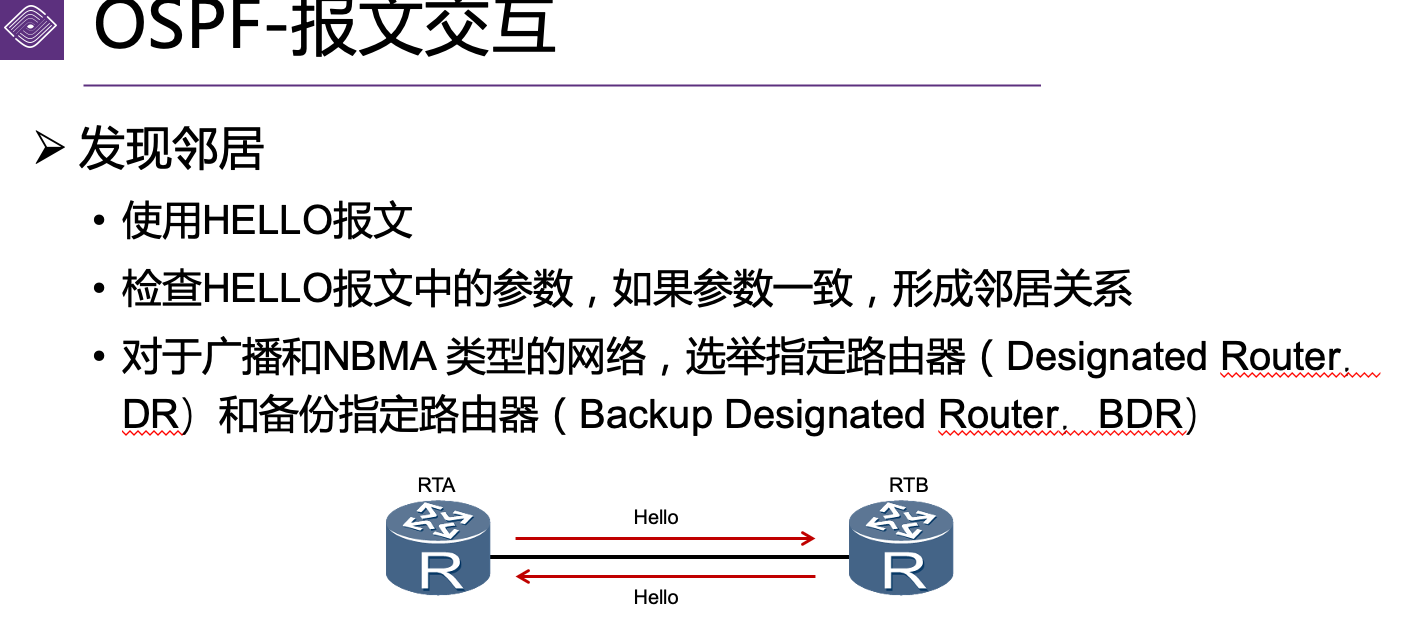 OSPF-报文交互
➢ 发现邻居
• 使用HELLO报文
• 检查HELLO报文中的参数，如果参数一致，形成邻居关系
• 对于广播和NBMA 类型的网络，选举指定路由器（Designated Router，
DR）和备份指定路由器（Backup Designated Router，BDR）
RTA
RTB
Hello
R
R
Hello